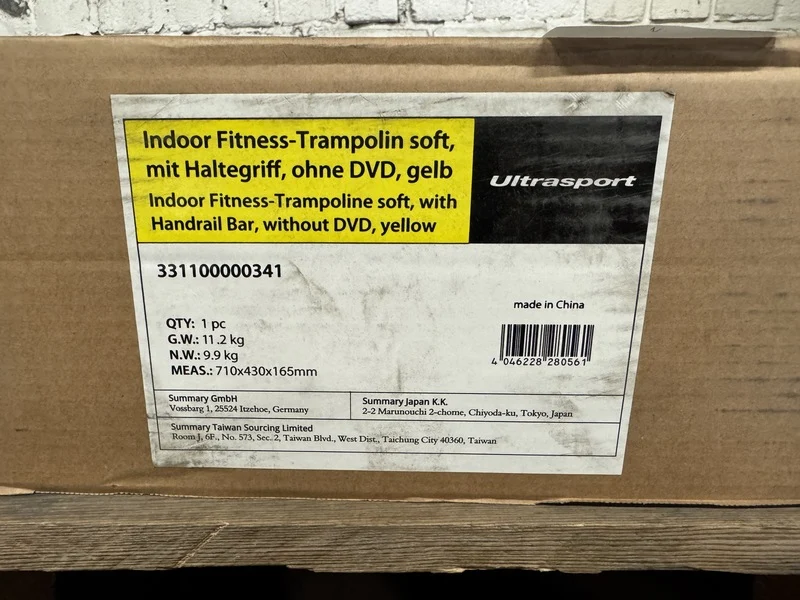 Indoor Fitness-Trampolin soft,
mit Haltegriff, ohne DVD, gelb
Indoor Fitness-Trampoline soft, with
Handrail Bar, without DVD, yellow
Ultrasport
331100000341
made in China
QTY: 1 pc
G.W.: 11.2 kg
N.W.: 9.9 kg
MEAS.: 710x430x165mm
4 046228 280561
Summary GmbH
Vossbarg 1, 25524 Itzehoe, Germany
Summary Japan K.K.
2-2 Marunouchi 2-chome, Chiyoda-ku, Tokyo, Japan
Summary Taiwan Sourcing Limited
Room J, 6F., No. 573, Sec. 2, Taiwan Blvd., West Dist., Taichung City 40360, Taiwan